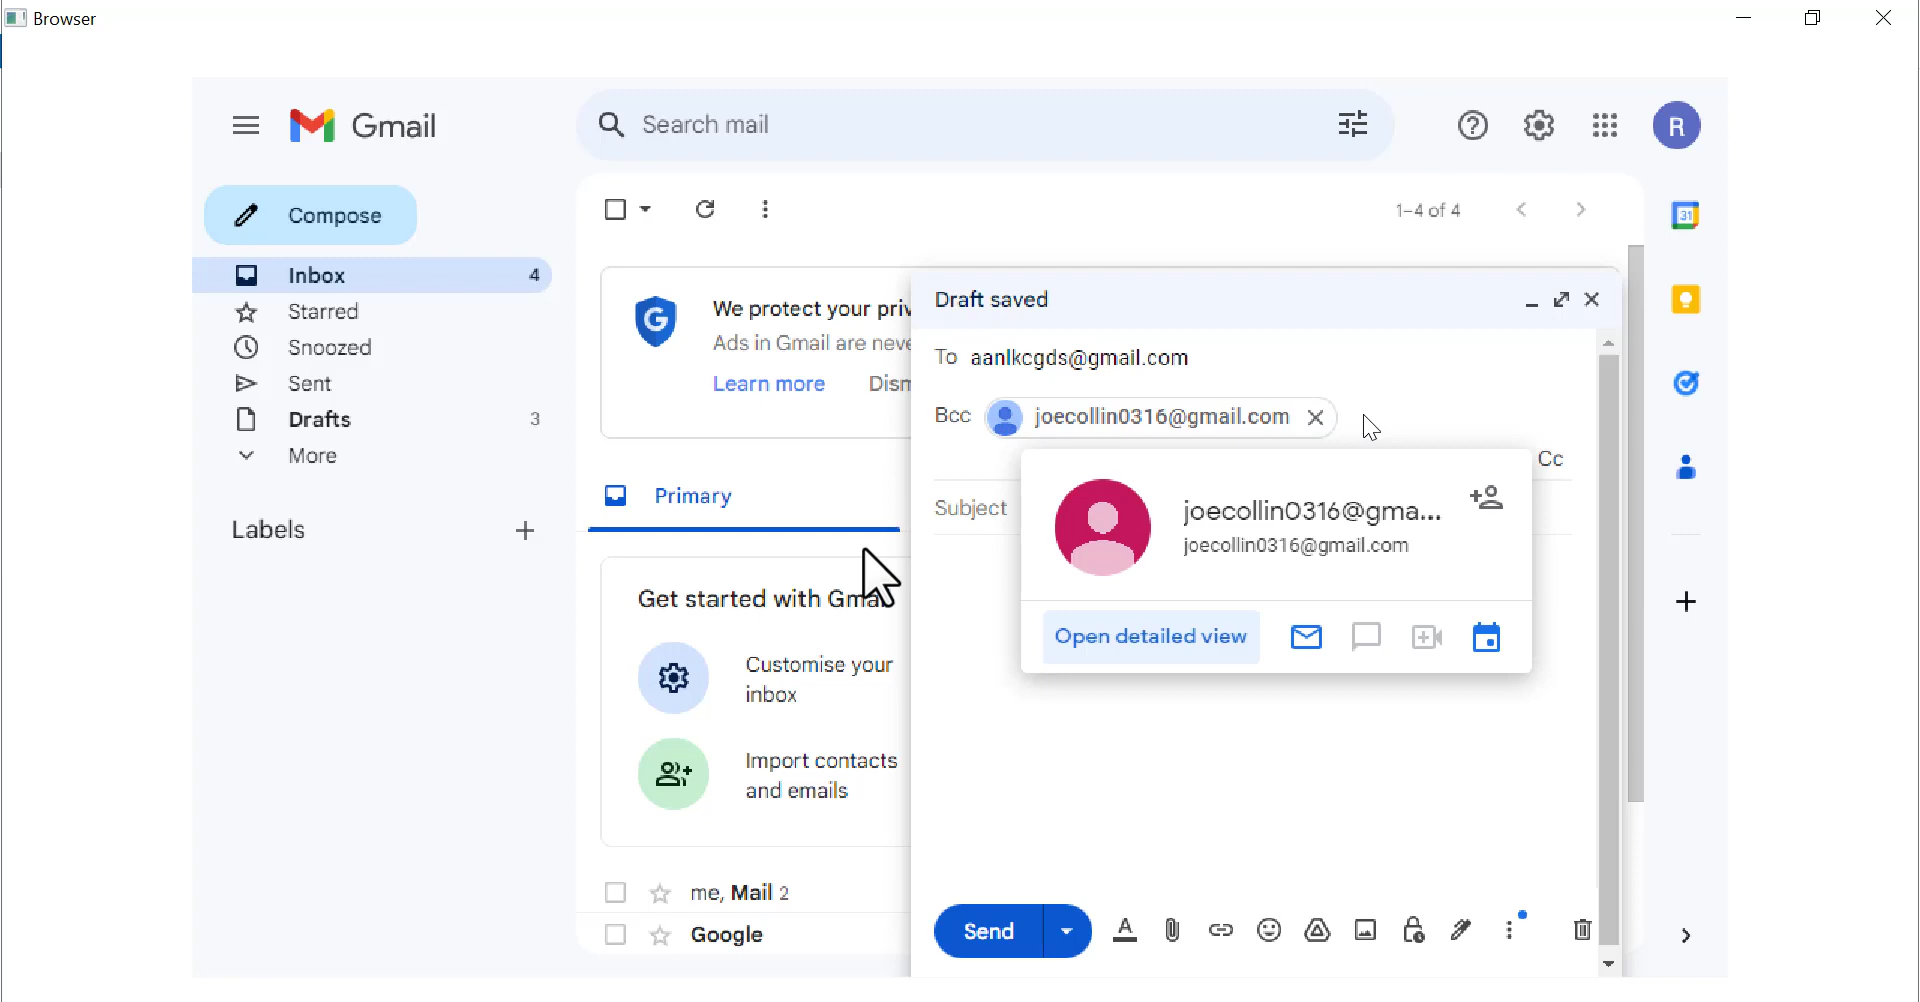 Browser
Gmail
Search mail
R
Compose
1–4 of 4
31
Inbox 4
Starred
Snoozed
Sent
Drafts 3
More
Labels
G
We protect your priv
Ads in Gmail are neve
Learn more Dism
Primary
Get started with Gmai
Customise your
inbox
Import contacts
and emails
me, Mail 2
Google
Draft saved
To aanlkcgds@gmail.com
Bcc joecollin0316@gmail.com
Cc
Subject
joecollin0316@gma...
joecollin0316@gmail.com
Open detailed view
Send
A